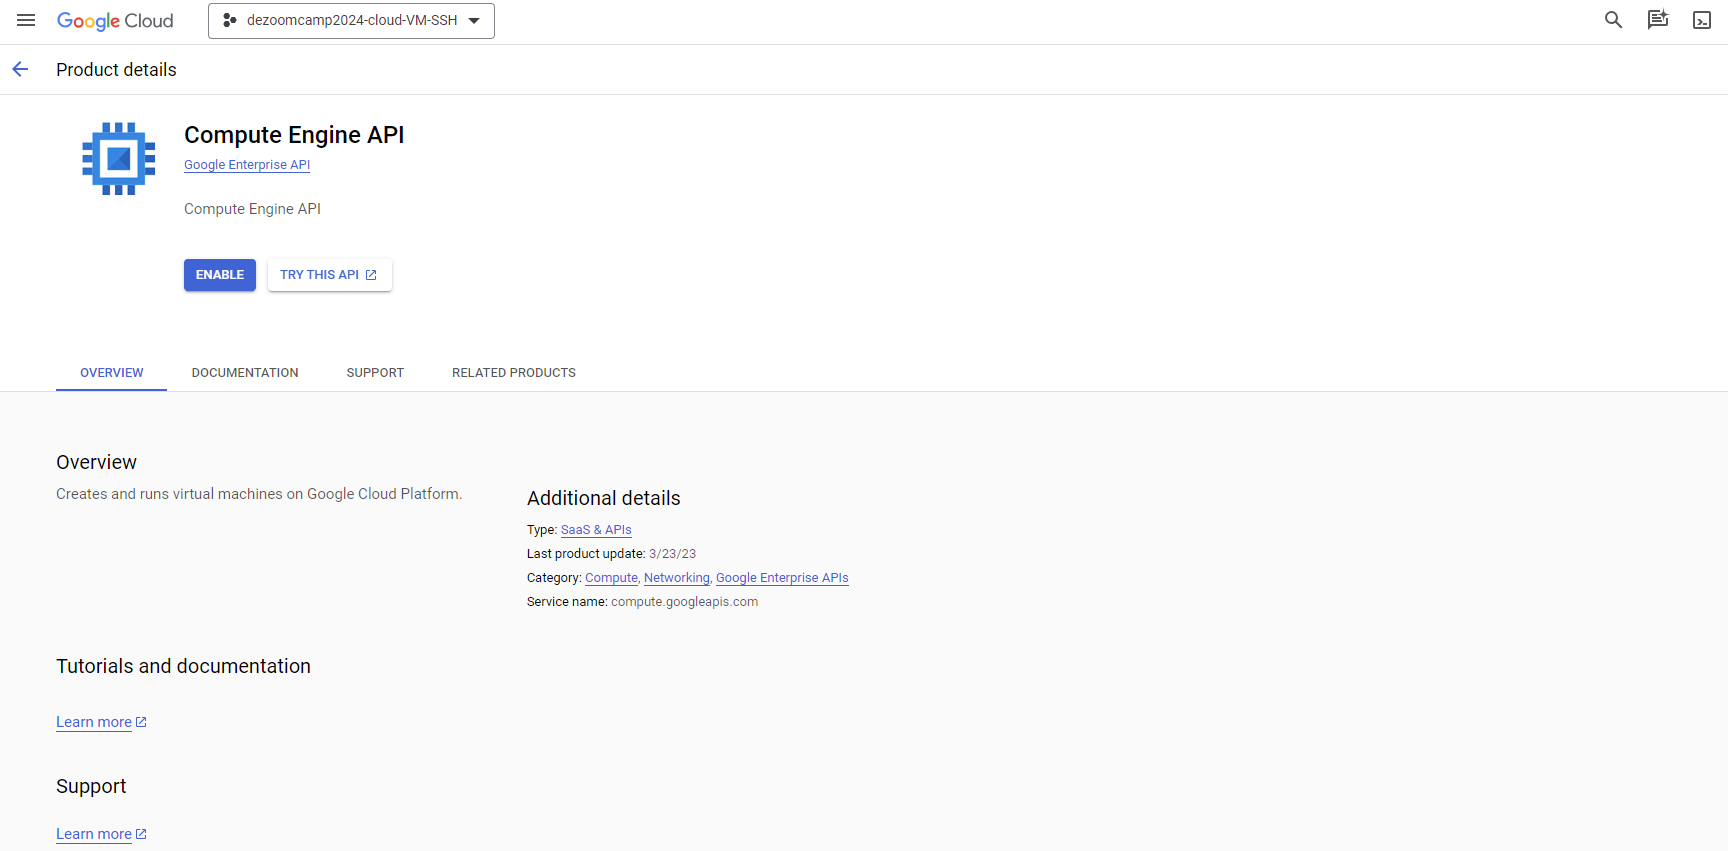 Google Cloud
dezoomcamp2024-cloud-VM-SSH
Product details
Compute Engine API
Google Enterprise API
Compute Engine API
ENABLE
TRY THIS API
OVERVIEW
DOCUMENTATION
SUPPORT
RELATED PRODUCTS
Overview
Creates and runs virtual machines on Google Cloud Platform.
Additional details
Type: SaaS & APIs
Last product update: 3/23/23
Category: Compute, Networking, Google Enterprise APIs
Service name: compute.googleapis.com
Tutorials and documentation
Learn more
Support
Learn more